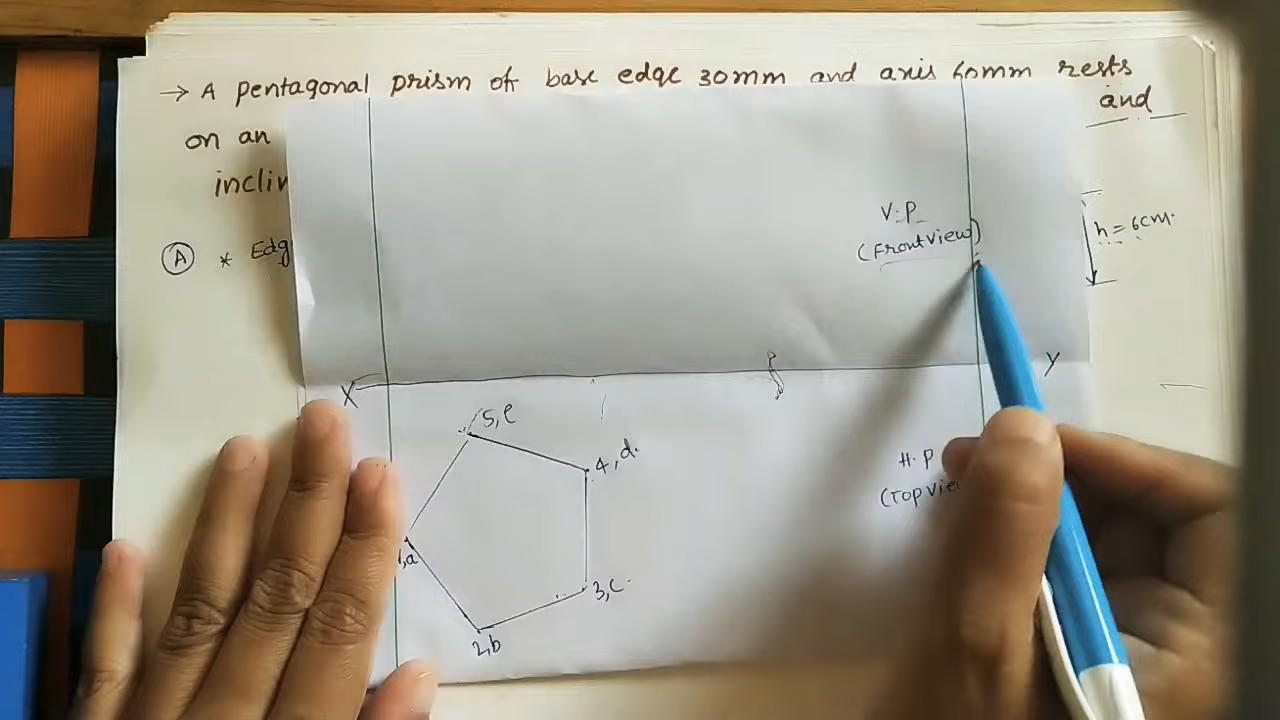 → A pentagonal prism of base edge 30mm and axis 60mm rests
on an and
inclin
A * Edg
V.P
(Front View)
h = 6cm.
X Y
5,e
4,d.
H.P
(Top Vie
1,a
3,c.
2,b